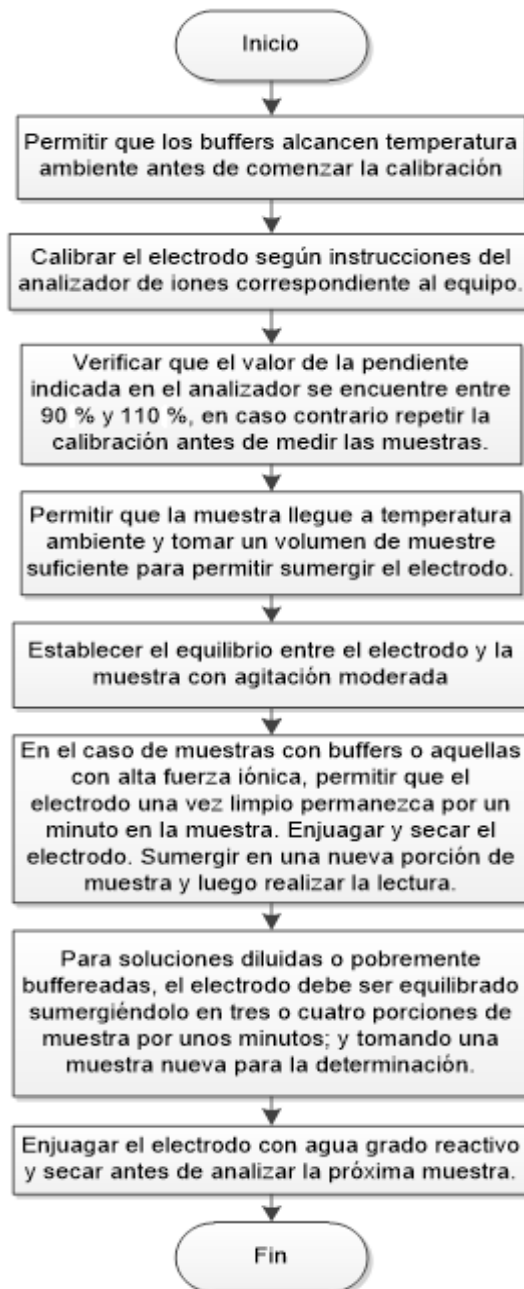 Inicio
Permitir que los buffers alcancen temperatura
ambiente antes de comenzar la calibración
Calibrar el electrodo según instrucciones del
analizador de iones correspondiente al equipo.
Verificar que el valor de la pendiente
indicada en el analizador se encuentre entre
90 % y 110 %, en caso contrario repetir la
calibración antes de medir las muestras.
Permitir que la muestra llegue a temperatura
ambiente y tomar un volumen de muestre
suficiente para permitir sumergir el electrodo.
Establecer el equilibrio entre el electrodo y la
muestra con agitación moderada
En el caso de muestras con buffers o aquellas
con alta fuerza iónica, permitir que el
electrodo una vez limpio permanezca por un
minuto en la muestra. Enjuagar y secar el
electrodo. Sumergir en una nueva porción de
muestra y luego realizar la lectura.
Para soluciones diluidas o pobremente
buffereadas, el electrodo debe ser equilibrado
sumergiéndolo en tres o cuatro porciones de
muestra por unos minutos; y tomando una
muestra nueva para la determinación.
Enjuagar el electrodo con agua grado reactivo
y secar antes de analizar la próxima muestra.
Fin